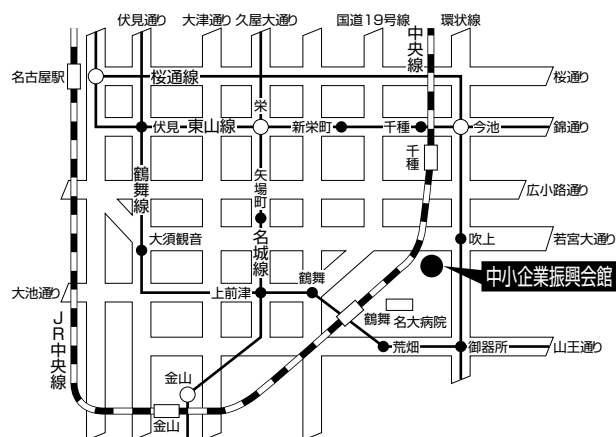 伏見通り
大津通り
久屋大通り
国道19号線
環状線
中央線
名古屋駅
桜通線
桜通り
栄
伏見
東山線
新栄町
千種
今池
錦通り
千種
鶴舞線
矢場町
広小路通り
大須観音
名城線
吹上
若宮大通り
中小企業振興会館
鶴舞
大池通り
上前津
鶴舞
名大病院
JR中央線
荒畑
御器所
山王通り
金山
金山